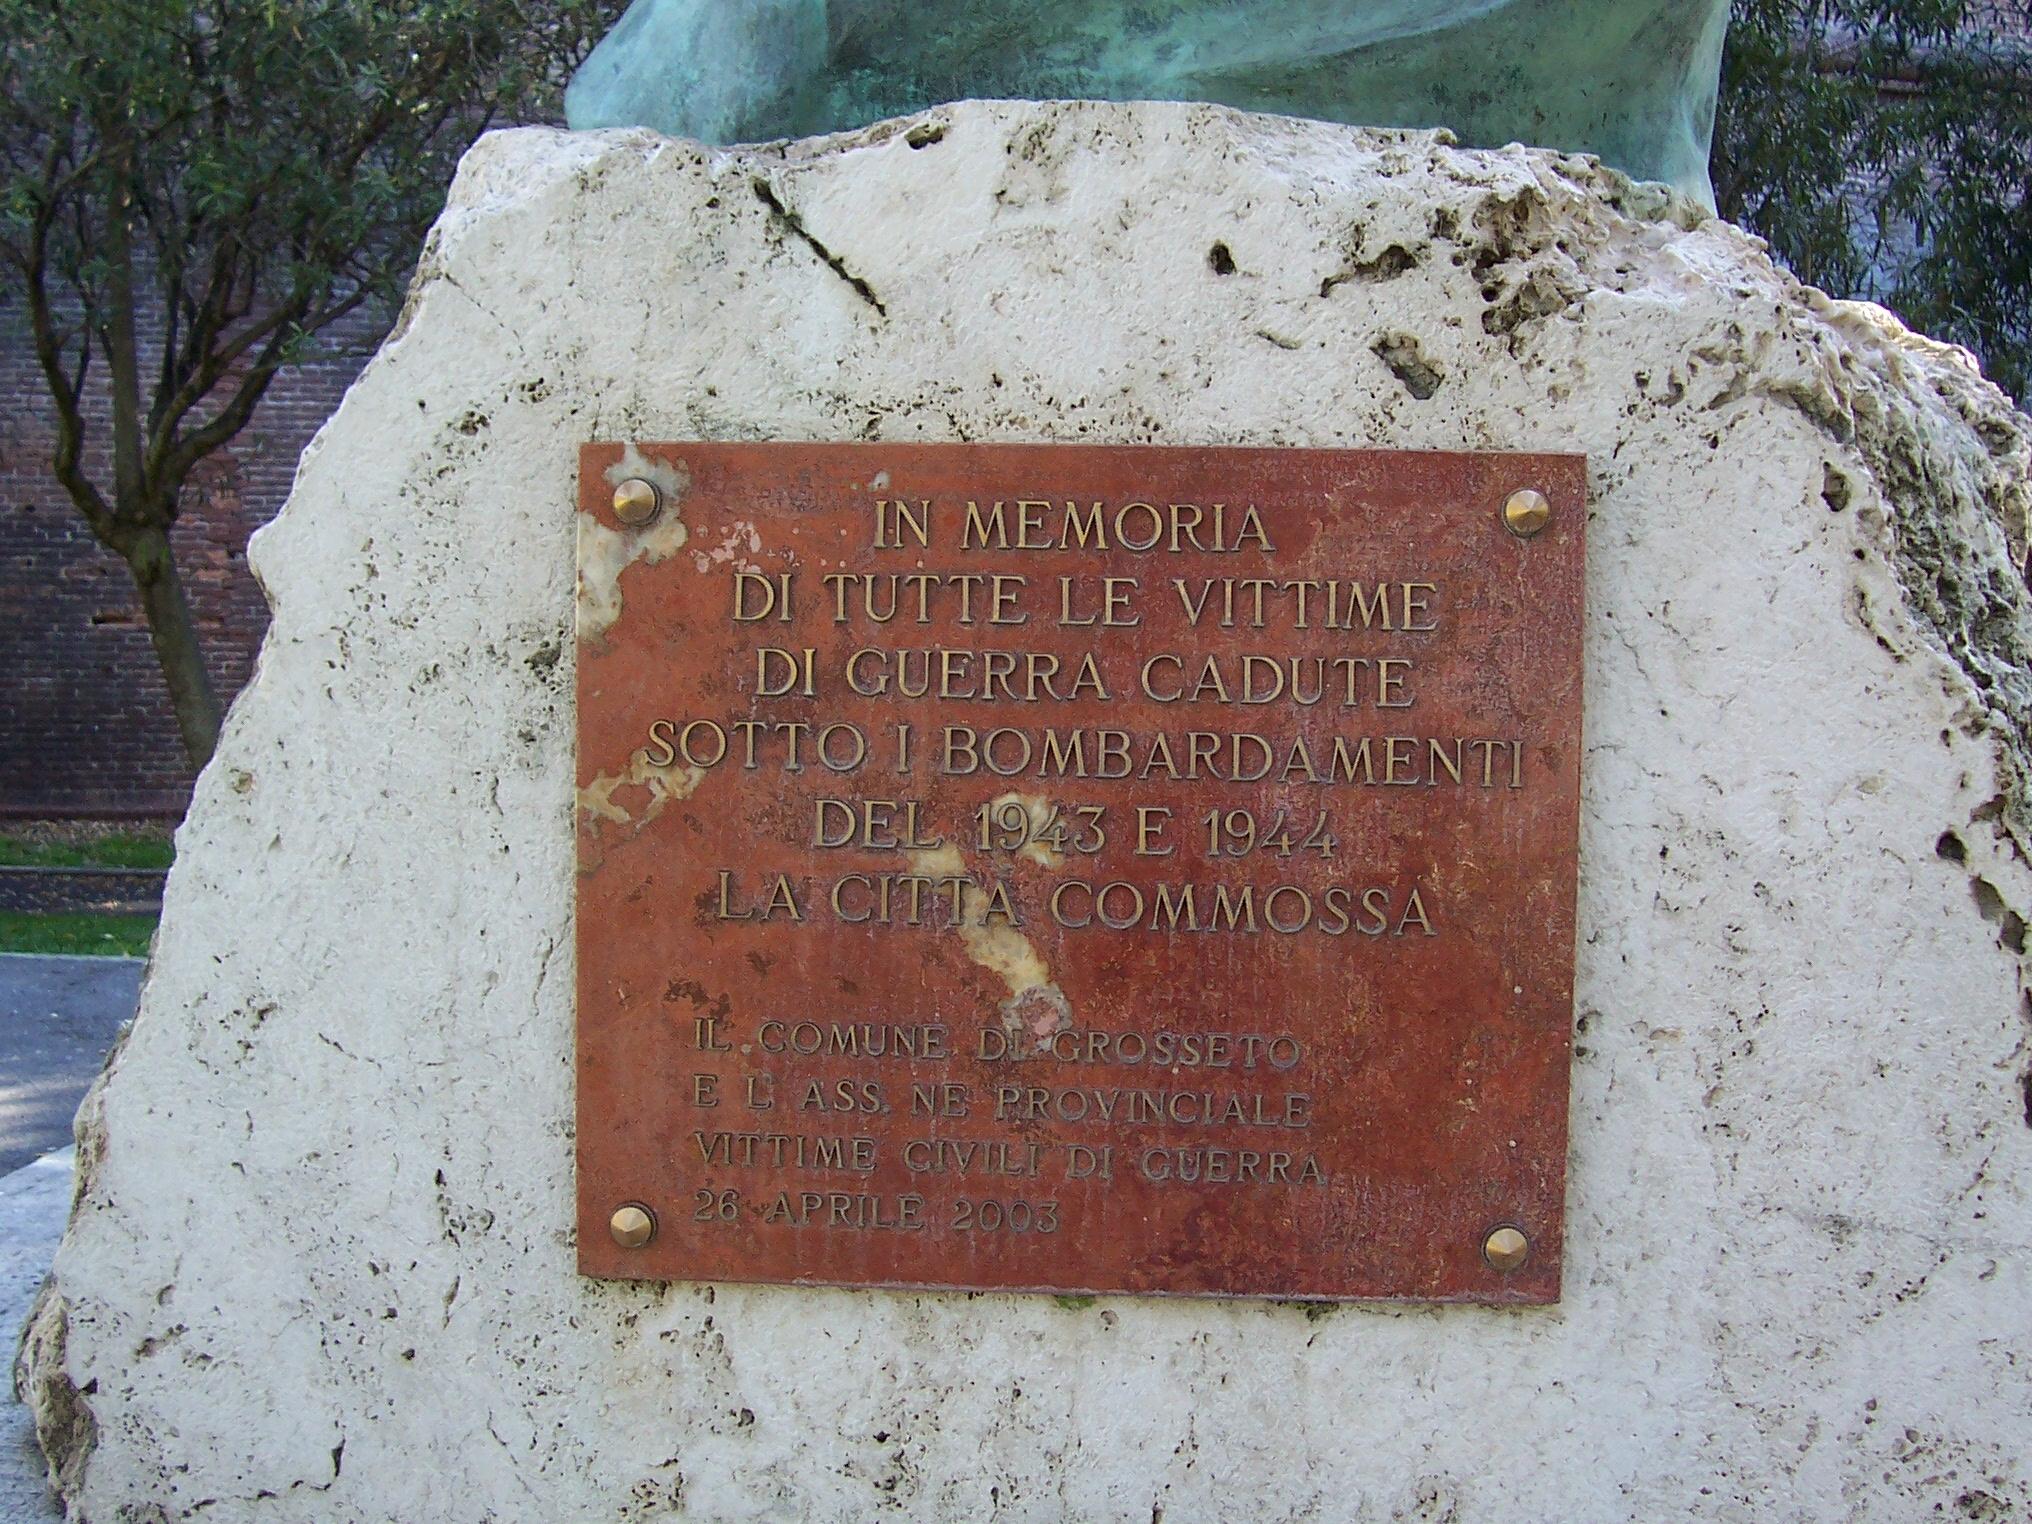 IN MEMORIA
DI TUTTE LE VITTIME
DI GUERRA CADUTE
SOTTO I BOMBARDAMENTI
DEL 1943 E 1944
LA CITTÀ COMMOSSA
IL COMUNE DI GROSSETO
E L' ASS. NE PROVINCIALE
VITTIME CIVILI DI GUERRA
26 APRILE 2003